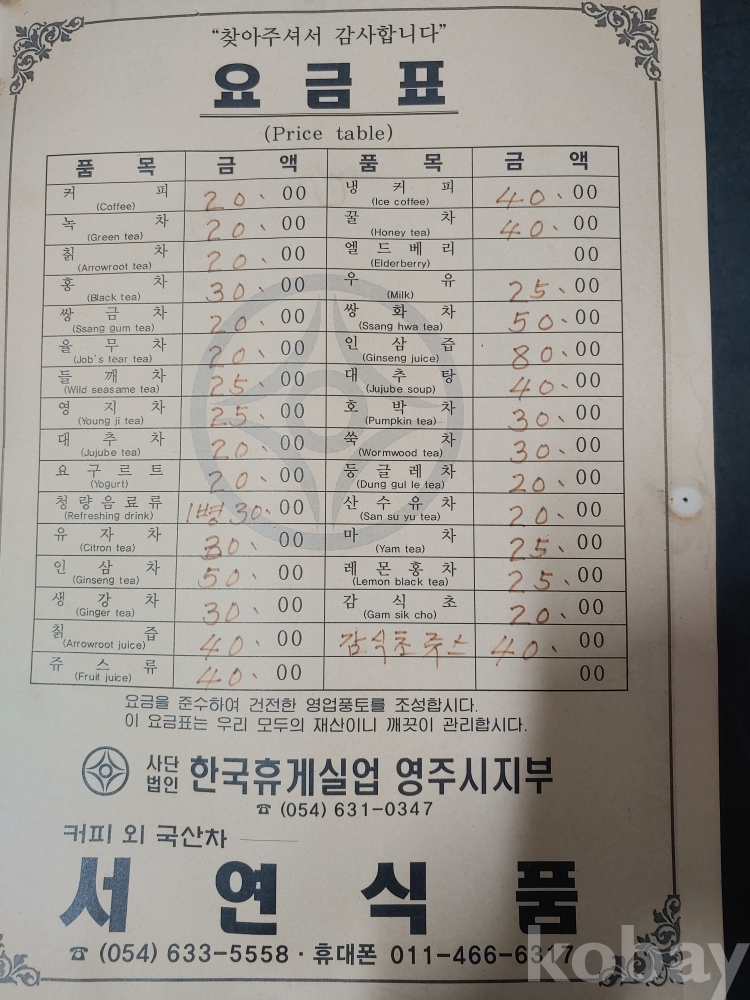 “찾아주셔서 감사합니다”
요금표
(Price table)
품목 금액 품목 금액
커피 (Coffee) 20、00 냉커피 (Ice coffee) 40、00
녹차 (Green tea) 20、00 꿀차 (Honey tea) 40、00
칡차 (Arrowroot tea) 20、00 엘드베리 (Elderberry) 00
홍차 (Black tea) 30、00 우유 (Milk) 25、00
쌍금차 (Ssang gum tea) 20、00 쌍화차 (Ssang hwa tea) 50、00
율무차 (Job's tear tea) 20、00 인삼즙 (Ginseng juice) 80、00
들깨차 (Wild seasame tea) 25、00 대추탕 (Jujube soup) 40、00
영지차 (Young ji tea) 25、00 호박차 (Pumpkin tea) 30、00
대추차 (Jujube tea) 20、00 쑥차 (Wormwood tea) 30、00
요구르트 (Yogurt) 20、00 둥글레차 (Dung gul le tea) 20、00
청량음료류 (Refreshing drink) 1병 30、00 산수유차 (San su yu tea) 20、00
유자차 (Citron tea) 30、00 마차 (Yam tea) 25、00
인삼차 (Ginseng tea) 50、00 레몬홍차 (Lemon black tea) 25、00
생강차 (Ginger tea) 30、00 감식초 (Gam sik cho) 20、00
칡즙 (Arrowroot juice) 40、00 감식초쥬스 40、00
쥬스류 (Fruit juice) 40、00 00
요금을 준수하여 건전한 영업풍토를 조성합시다.
이 요금표는 우리 모두의 재산이니 깨끗이 관리합시다.
사단법인 한국휴게실업 영주시지부
☎ (054) 631-0347
커피 외 국산차
서연식품
☎ (054) 633-5558 · 휴대폰 011-466-6317
kobay